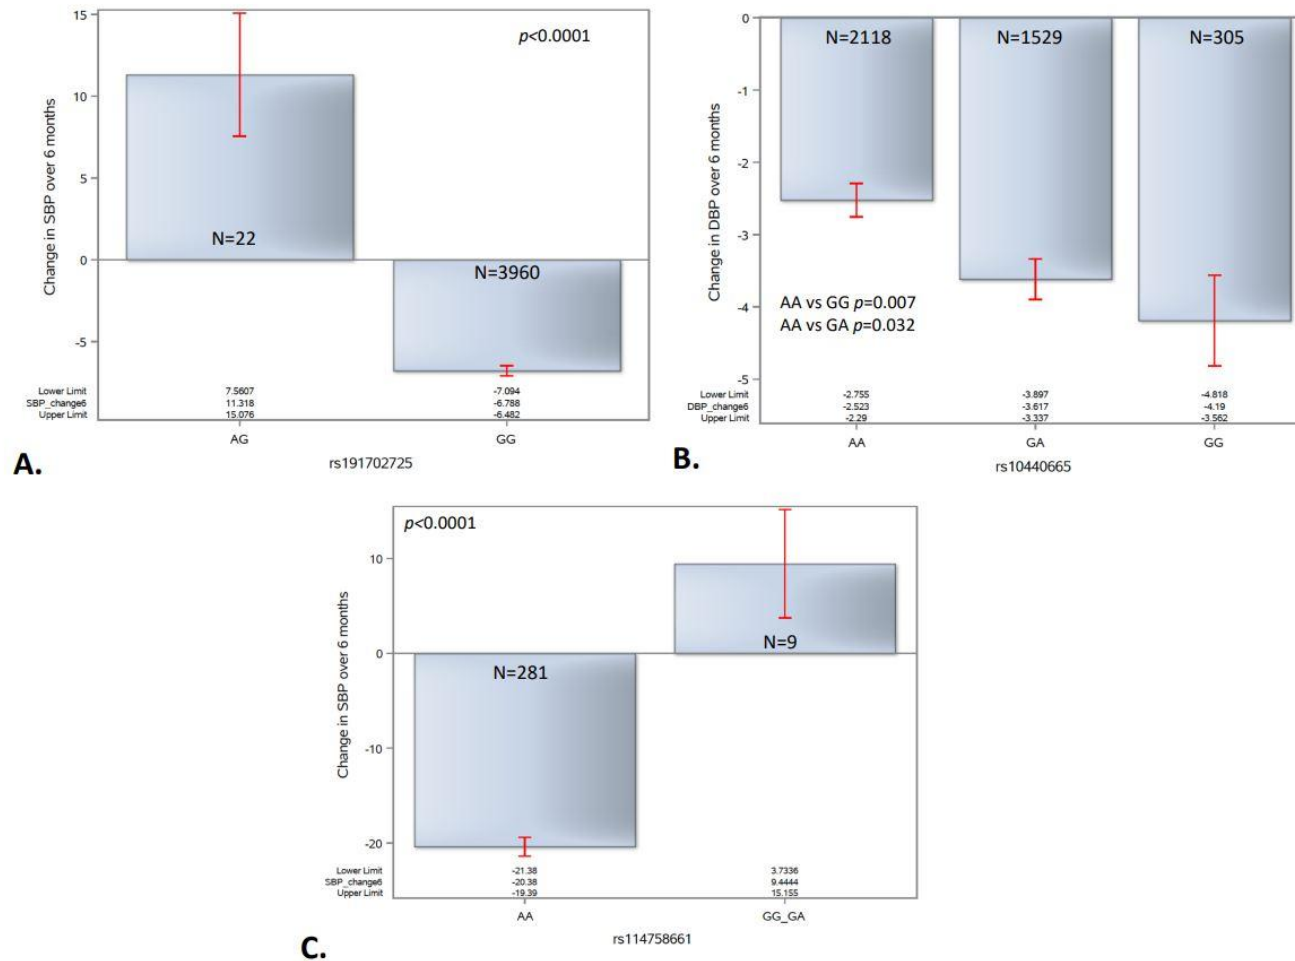 15
10
5
0
-5
Change in SBP over 6 months
p<0.0001
N=22
N=3960
Lower Limit 7.5607 -7.094
SBP_change6 11.318 -6.788
Upper Limit 15.076 -6.482
AG GG
rs191702725
A.
0
-1
-2
-3
-4
-5
Change in DBP over 6 months
N=2118 N=1529 N=305
AA vs GG p=0.007
AA vs GA p=0.032
Lower Limit -2.755 -3.897 -4.818
DBP_change6 -2.523 -3.617 -4.19
Upper Limit -2.29 -3.337 -3.562
AA GA GG
rs10440665
B.
p<0.0001
10
0
-10
-20
Change in SBP over 6 months
N=9
N=281
Lower Limit -21.38 3.7336
SBP_change6 -20.38 9.4444
Upper Limit -19.39 15.155
AA GG_GA
rs114758661
C.